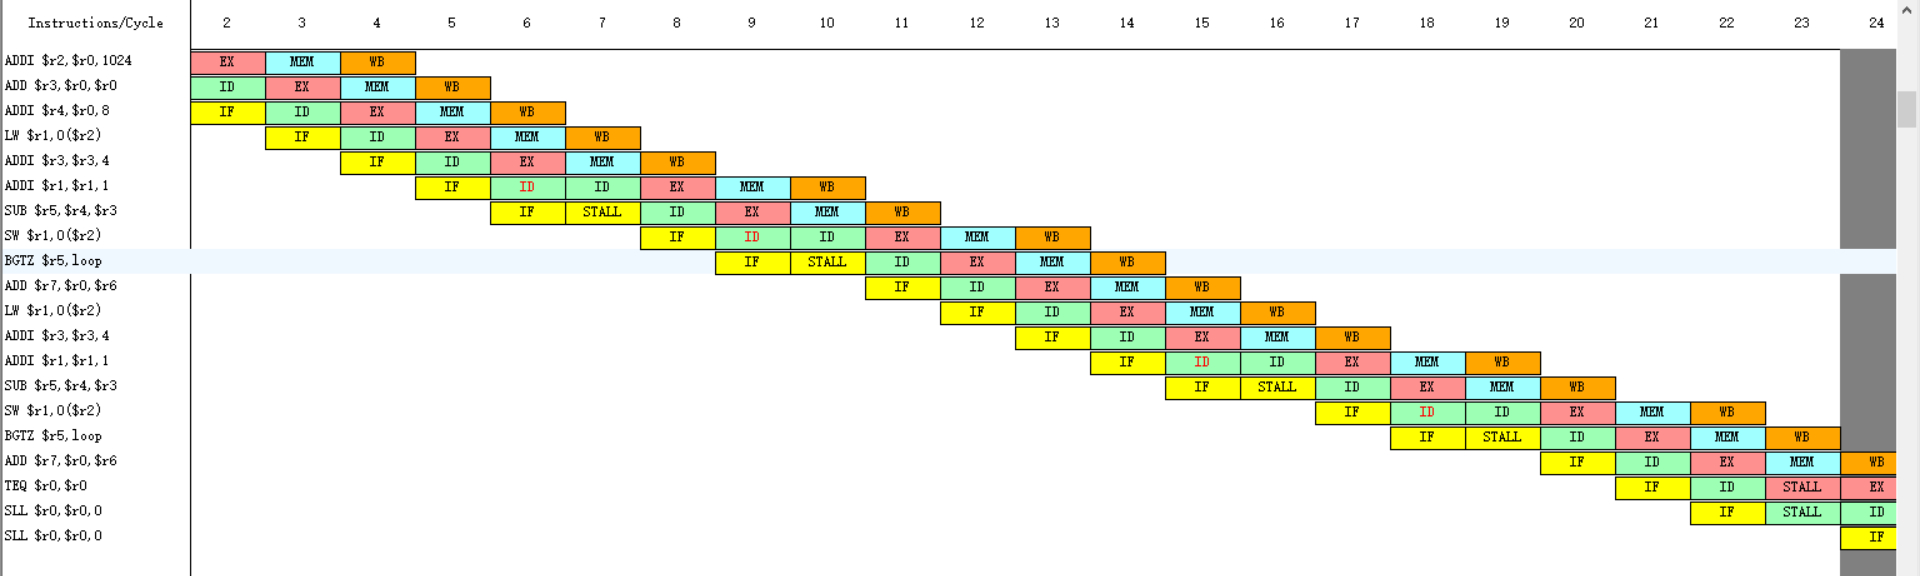 Instructions/Cycle 2 3 4 5 6 7 8 9 10 11 12 13 14 15 16 17 18 19 20 21 22 23 24
ADDI $r2,$r0,1024 EX MEM WB
ADD $r3,$r0,$r0 ID EX MEM WB
ADDI $r4,$r0,8 IF ID EX MEM WB
LW $r1,0($r2) IF ID EX MEM WB
ADDI $r3,$r3,4 IF ID EX MEM WB
ADDI $r1,$r1,1 IF ID ID EX MEM WB
SUB $r5,$r4,$r3 IF STALL ID EX MEM WB
SW $r1,0($r2) IF ID ID EX MEM WB
BGTZ $r5,loop IF STALL ID EX MEM WB
ADD $r7,$r0,$r6 IF ID EX MEM WB
LW $r1,0($r2) IF ID EX MEM WB
ADDI $r3,$r3,4 IF ID EX MEM WB
ADDI $r1,$r1,1 IF ID ID EX MEM WB
SUB $r5,$r4,$r3 IF STALL ID EX MEM WB
SW $r1,0($r2) IF ID ID EX MEM WB
BGTZ $r5,loop IF STALL ID EX MEM WB
ADD $r7,$r0,$r6 IF ID EX MEM WB
TEQ $r0,$r0 IF ID STALL EX
SLL $r0,$r0,0 IF STALL ID
SLL $r0,$r0,0 IF